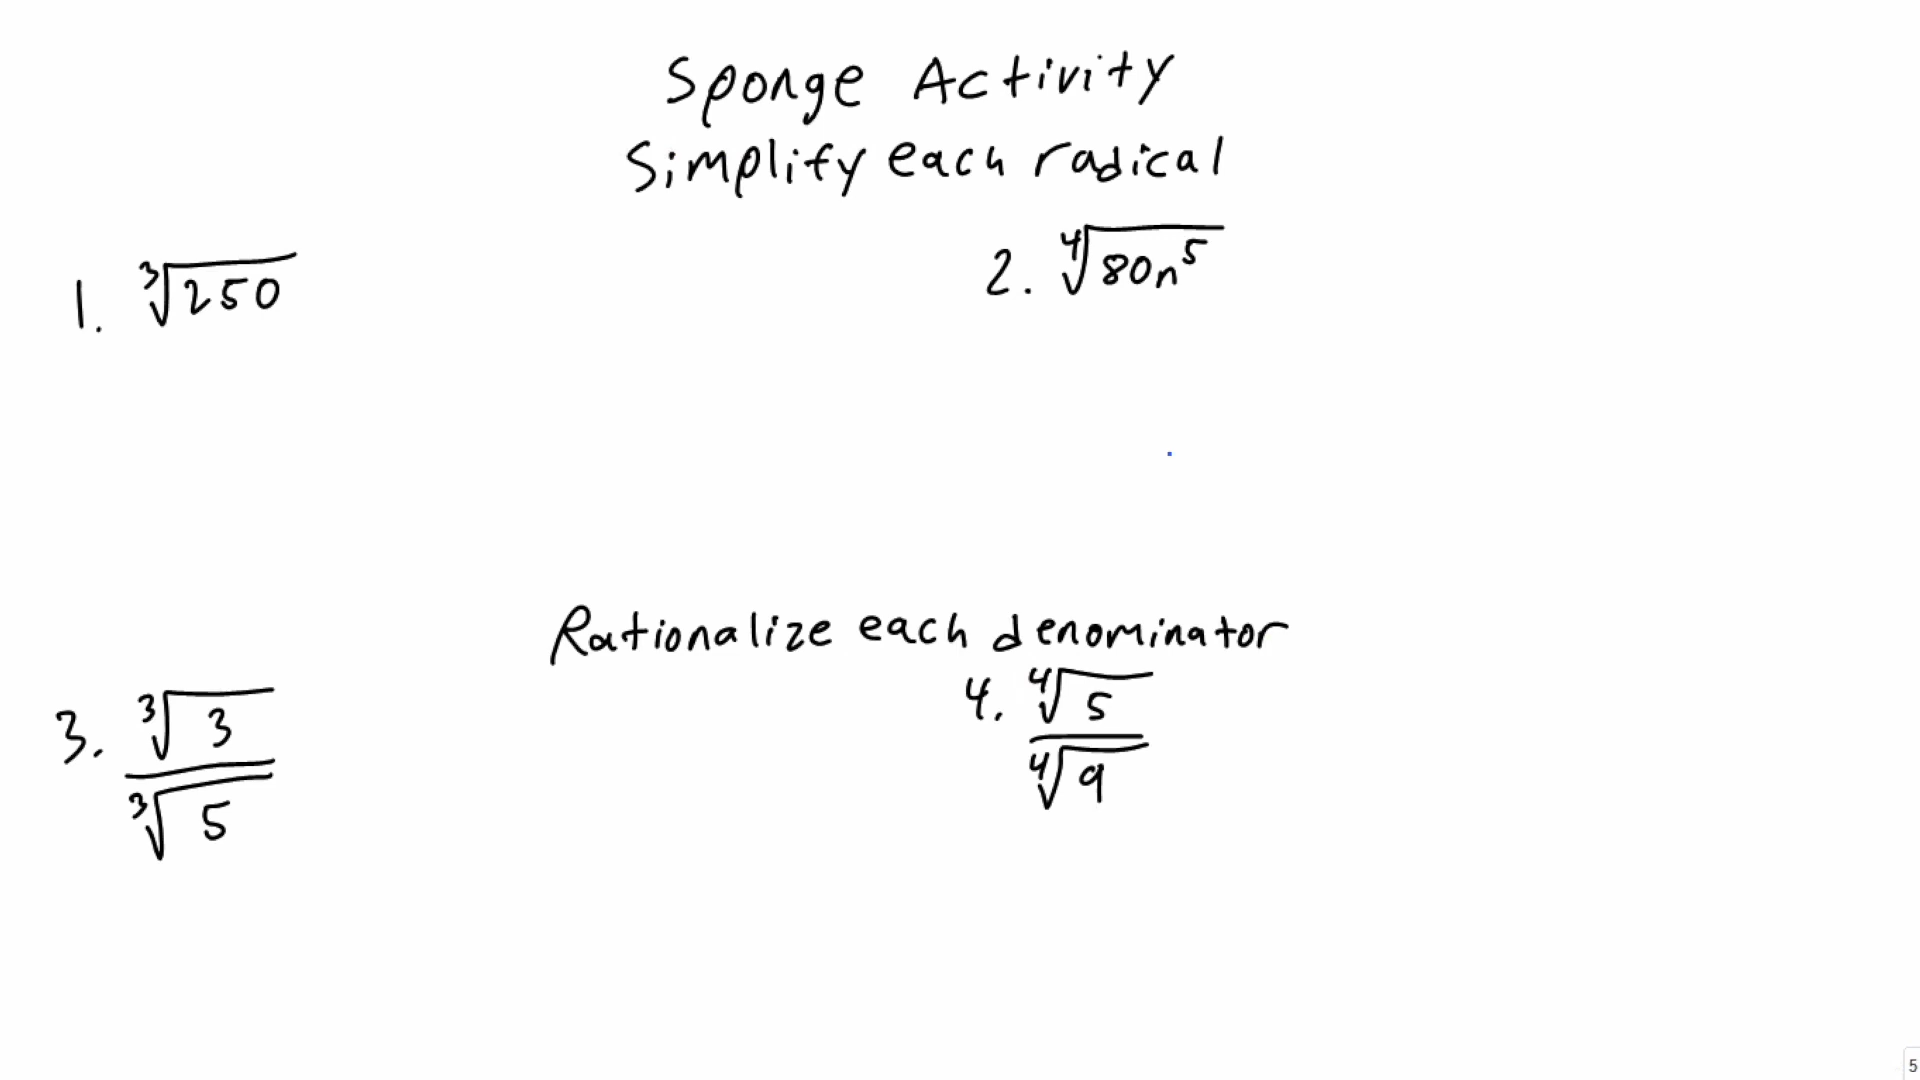 Sponge Activity
Simplify each radical
1. ∛250
2. ∜80n⁵
Rationalize each denominator
3. ∛3 / ∛5
4. ∜5 / ∜9
5